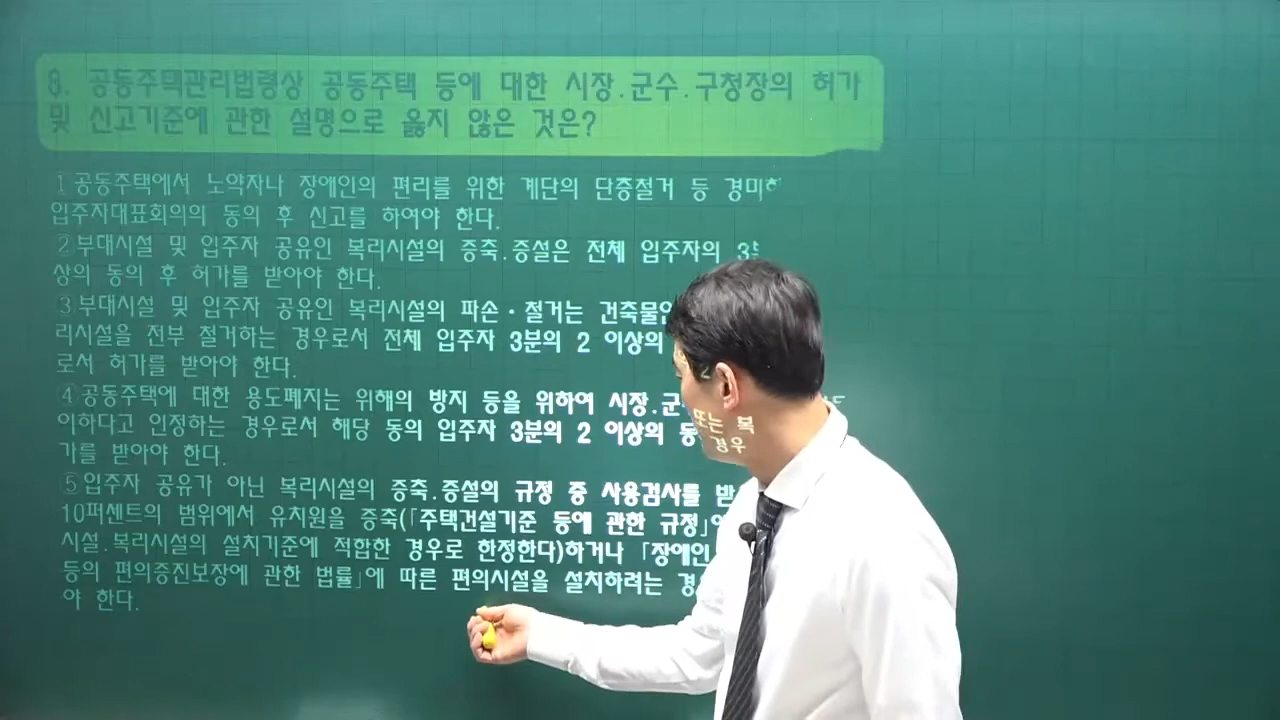 8. 공동주택관리법령상 공동주택 등에 대한 시장.군수.구청장의 허가
및 신고기준에 관한 설명으로 옳지 않은 것은?
①공동주택에서 노약자나 장애인의 편리를 위한 계단의 단층철거 등
입주자대표회의의 동의 후 신고를 하여야 한다.
②부대시설 및 입주자 공유인 복리시설의 증축.증설은 전체 입주자의
상의 동의 후 허가를 받아야 한다.
③부대시설 및 입주자 공유인 복리시설의 파손・철거는
리시설을 전부 철거하는 경우로서 전체 입주자 3분의 2 이상의
로서 허가를 받아야 한다.
④공동주택에 대한 용도폐지는 위해의 방지 등을 위하여
또는 복
이하다고 인정하는 경우로서 해당 동의 입주자 3분의 2 이상의
경우
가를 받아야 한다.
⑤입주자 공유가 아닌 복리시설의 증축.증설의 규정 중 사용검사를
10퍼센트의 범위에서 유치원을 증축(「주택건설기준 등에 관한 규정」
시설.복리시설의 설치기준에 적합한 경우로 한정한다)하거나 「장애인
등의 편의증진보장에 관한 법률」에 따른 편의시설을 설치하려는
야 한다.